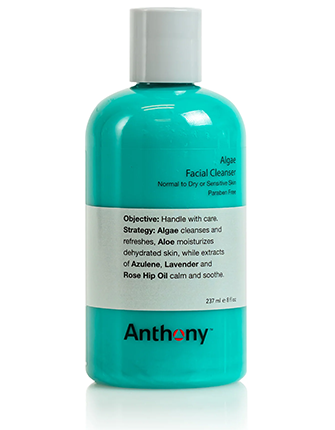 Algae
Facial Cleanser
Normal to Dry or Sensitive Skin
Paraben Free
Objective: Handle with care.
Strategy: Algae cleanses and
refreshes, Aloe moisturizes
dehydrated skin, while extracts
of Azulene, Lavender and
Rose Hip Oil calm and soothe.
237 ml e 8 fl oz
Anthony™